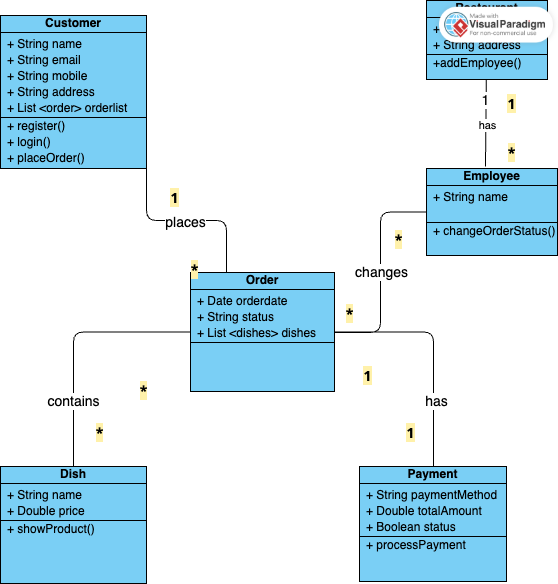 Customer
+ String name
+ String email
+ String mobile
+ String address
+ List <order> orderlist
+ register()
+ login()
+ placeOrder()
Restaurant
Made with
Visual Paradigm
For non-commercial use
+
+ String address
+addEmployee()
1
1
has
*
Employee
+ String name
+ changeOrderStatus()
1
places
*
*
changes
*
Order
+ Date orderdate
+ String status
+ List <dishes> dishes
*
contains
*
1
has
1
Dish
+ String name
+ Double price
+ showProduct()
Payment
+ String paymentMethod
+ Double totalAmount
+ Boolean status
+ processPayment